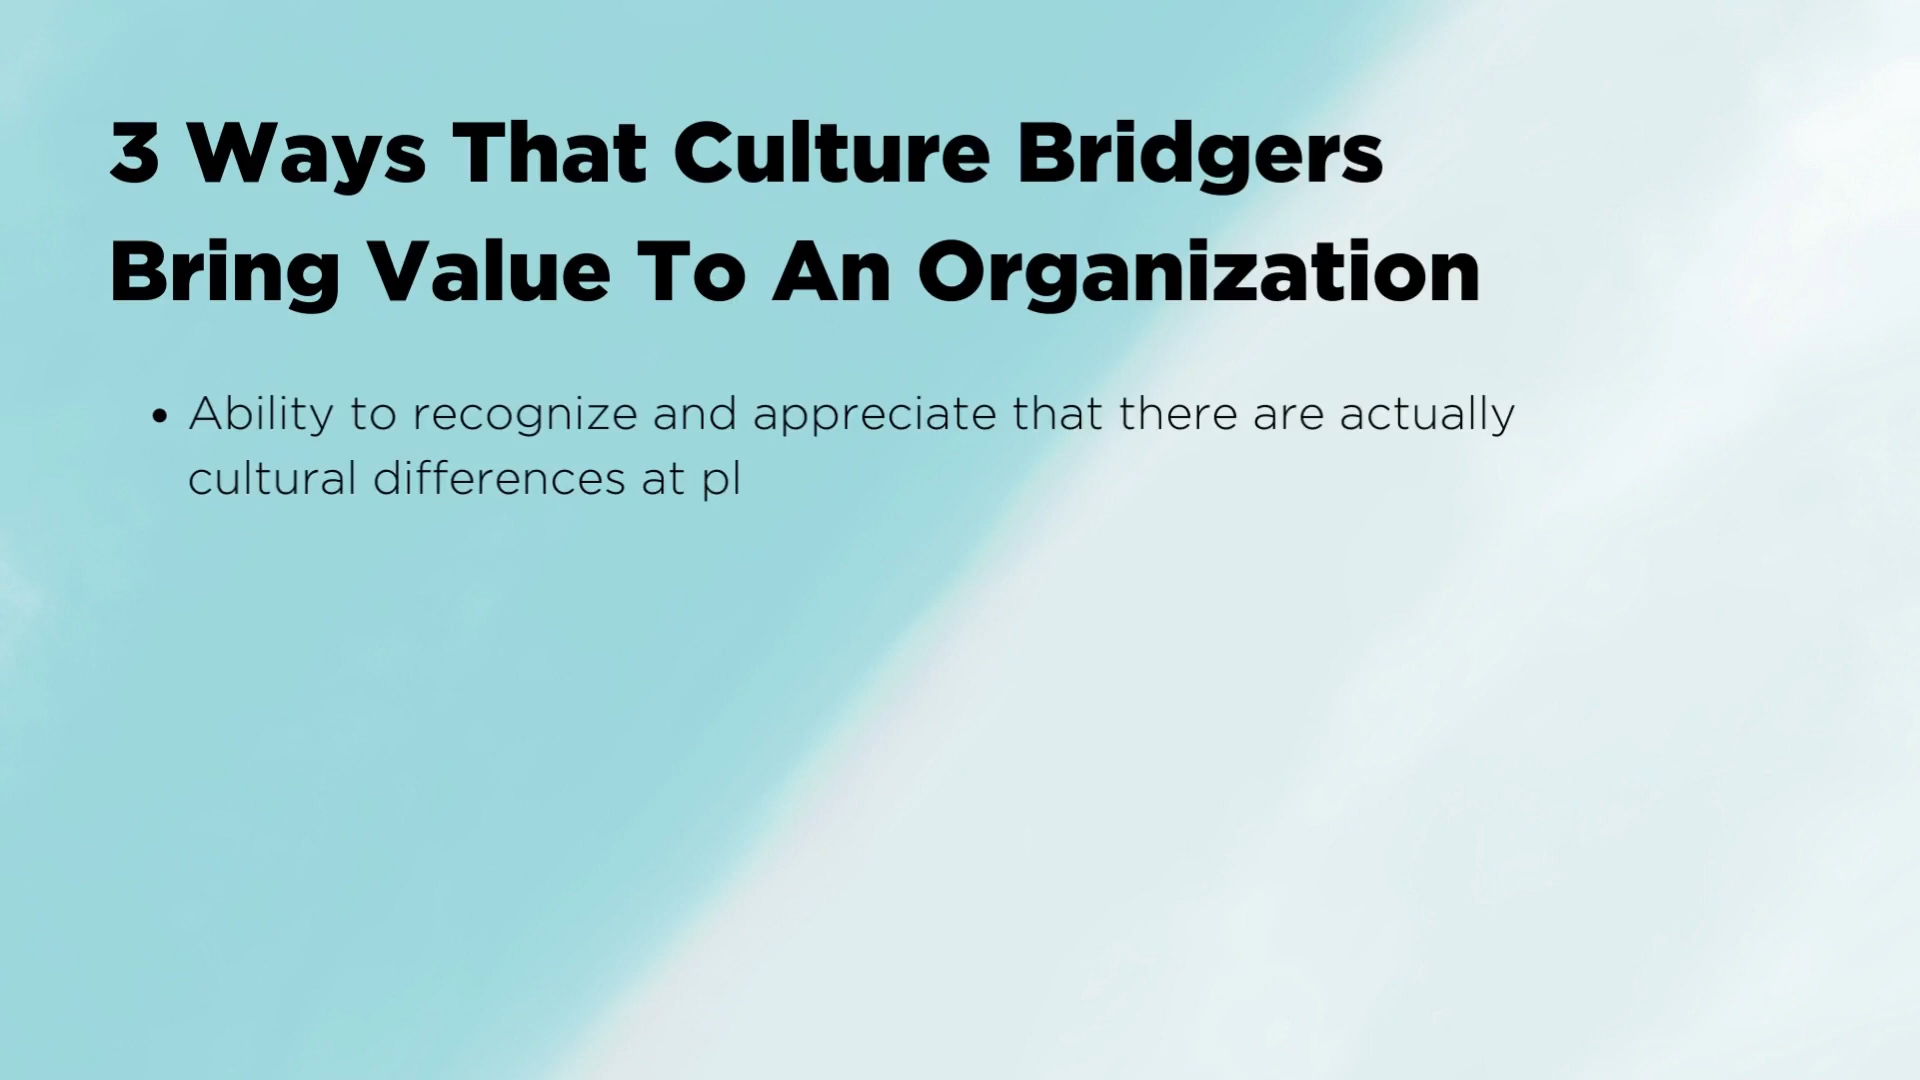 3 Ways That Culture Bridgers
Bring Value To An Organization
• Ability to recognize and appreciate that there are actually
cultural differences at pl